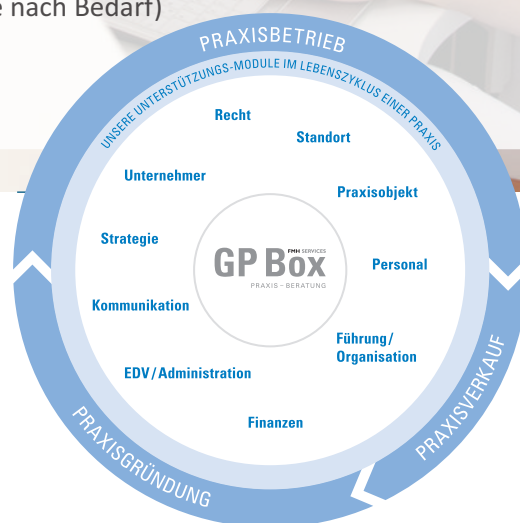 e nach Bedarf)
PRAXISBETRIEB
UNSERE UNTERSTÜTZUNGS-MODULE IM LEBENSZYKLUS EINER PRAXIS
Recht
Standort
Unternehmer
Praxisobjekt
Strategie
FMH SERVICES
GP Box
PRAXIS – BERATUNG
Personal
Kommunikation
Führung/
Organisation
EDV/Administration
Finanzen
PRAXISGRÜNDUNG
PRAXISVERKAUF